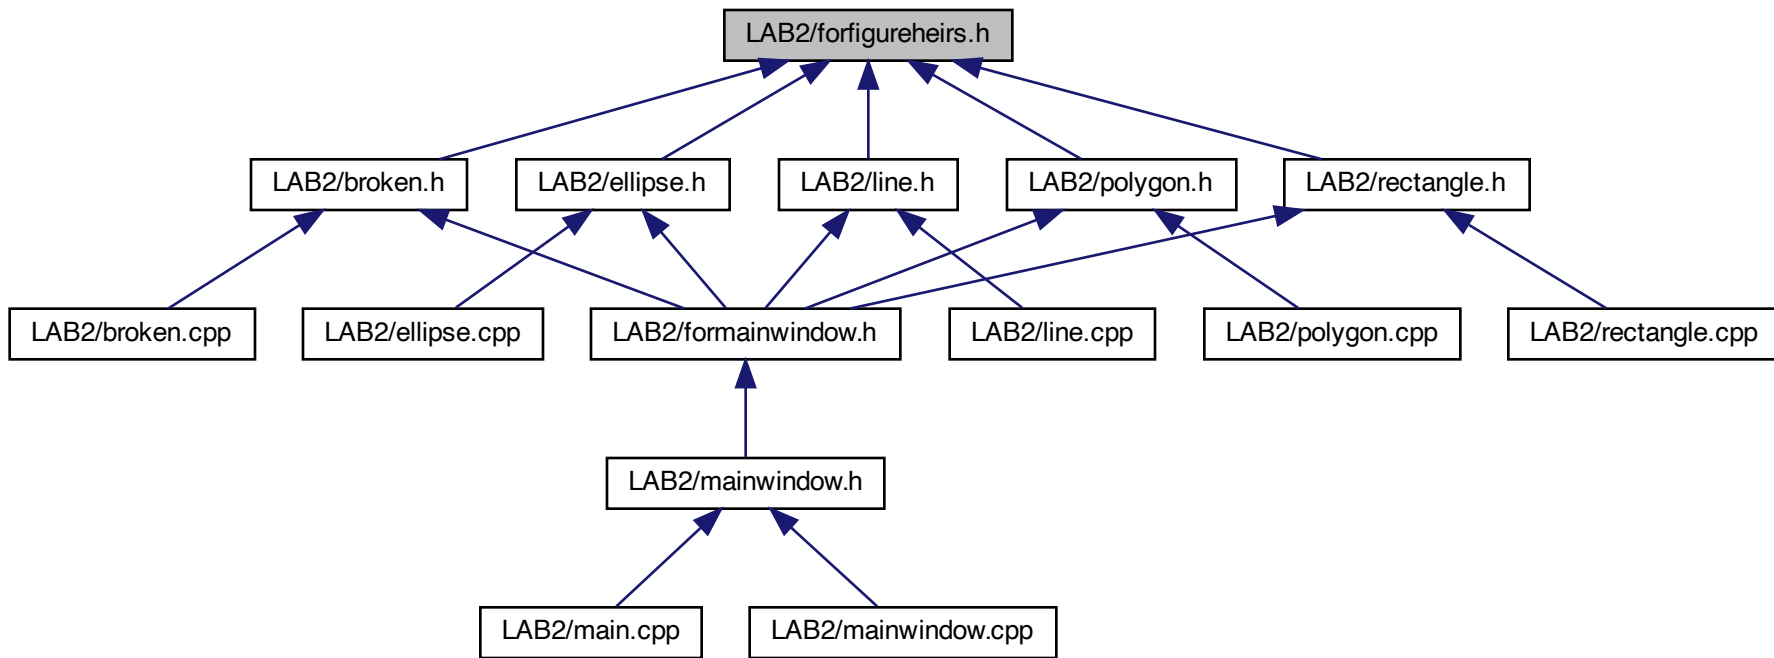 LAB2/forfigureheirs.h
LAB2/broken.h
LAB2/ellipse.h
LAB2/line.h
LAB2/polygon.h
LAB2/rectangle.h
LAB2/broken.cpp
LAB2/ellipse.cpp
LAB2/formainwindow.h
LAB2/line.cpp
LAB2/polygon.cpp
LAB2/rectangle.cpp
LAB2/mainwindow.h
LAB2/main.cpp
LAB2/mainwindow.cpp